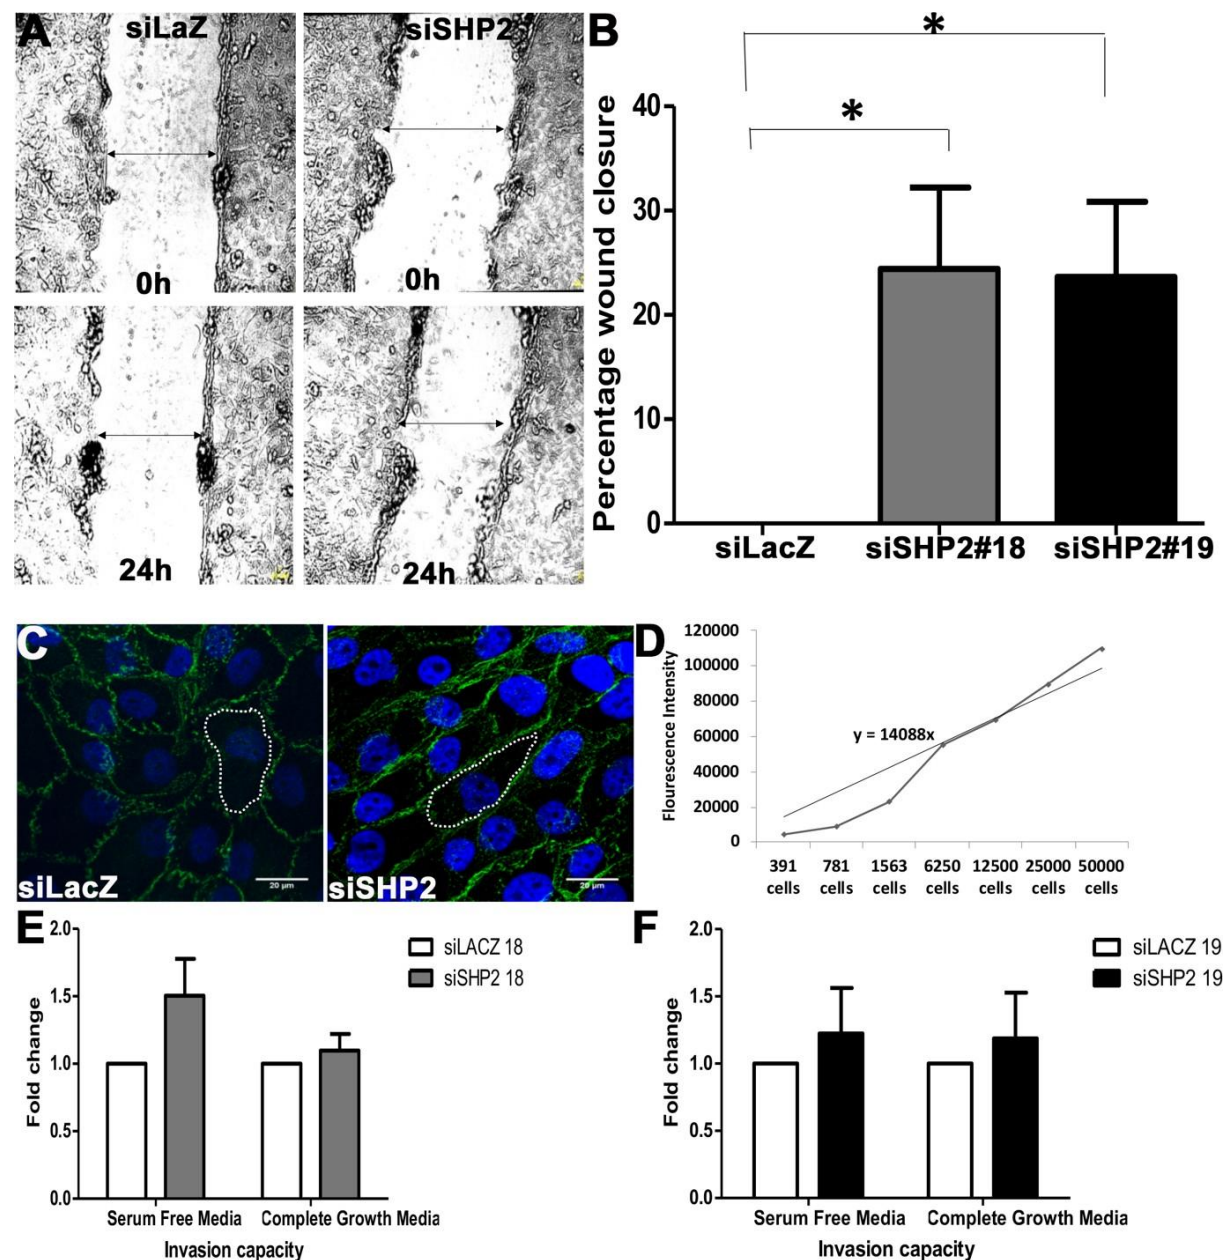 A
siLaZ
siSHP2
0h
0h
24h
24h
B
*
*
Percentage wound closure
40
30
20
10
0
siLacZ
siSHP2#18
siSHP2#19
C
siLacZ
20 µm
siSHP2
20 µm
D
Flourescence Intensity
120000
100000
80000
60000
40000
20000
0
y = 14088x
391 781 1563 6250 12500 25000 50000
cells cells cells cells cells cells cells
E
Fold change
2.0
1.5
1.0
0.5
0.0
siLACZ 18
siSHP2 18
Serum Free Media Complete Growth Media
Invasion capacity
F
Fold change
2.0
1.5
1.0
0.5
0.0
siLACZ 19
siSHP2 19
Serum Free Media Complete Growth Media
Invasion capacity